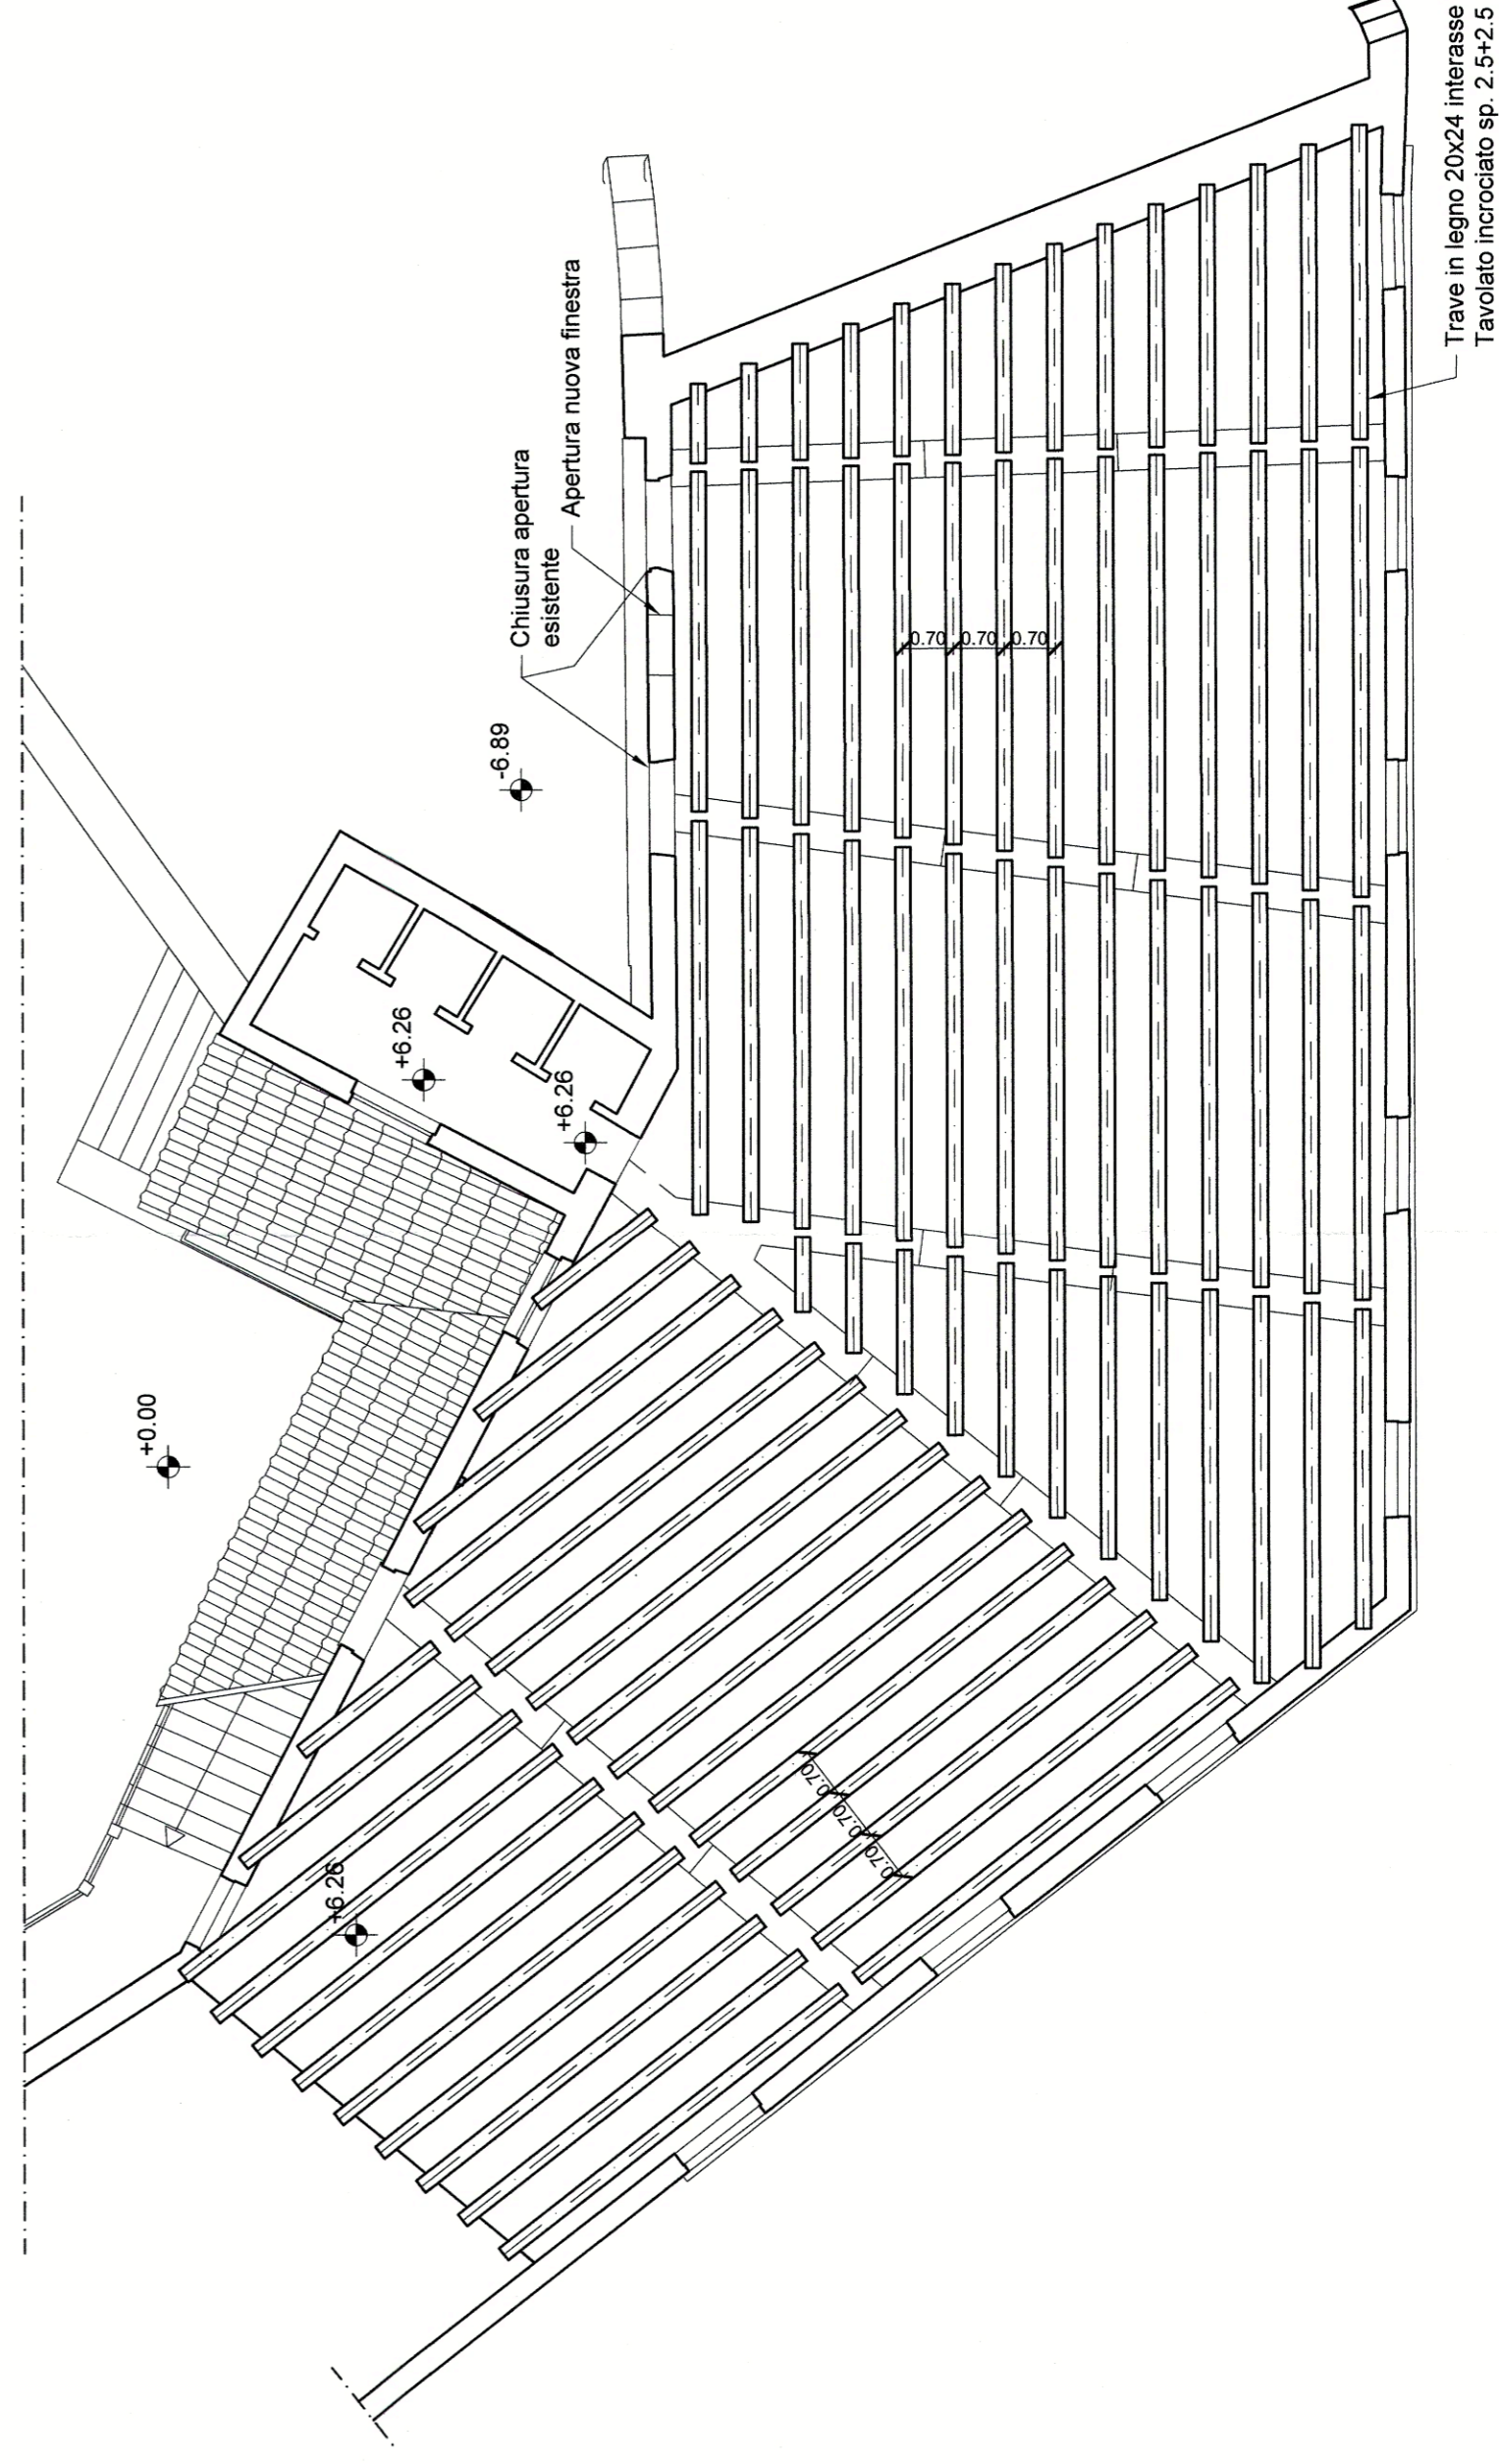 Trave in legno 20x24 interasse
Tavolato incrociato sp. 2.5+2.5
Apertura nuova finestra
Chiusura apertura
esistente
-6.89
0.70
0.70
0.70
+6.26
+6.26
+0.00
0.70
0.70
0.70
+6.26